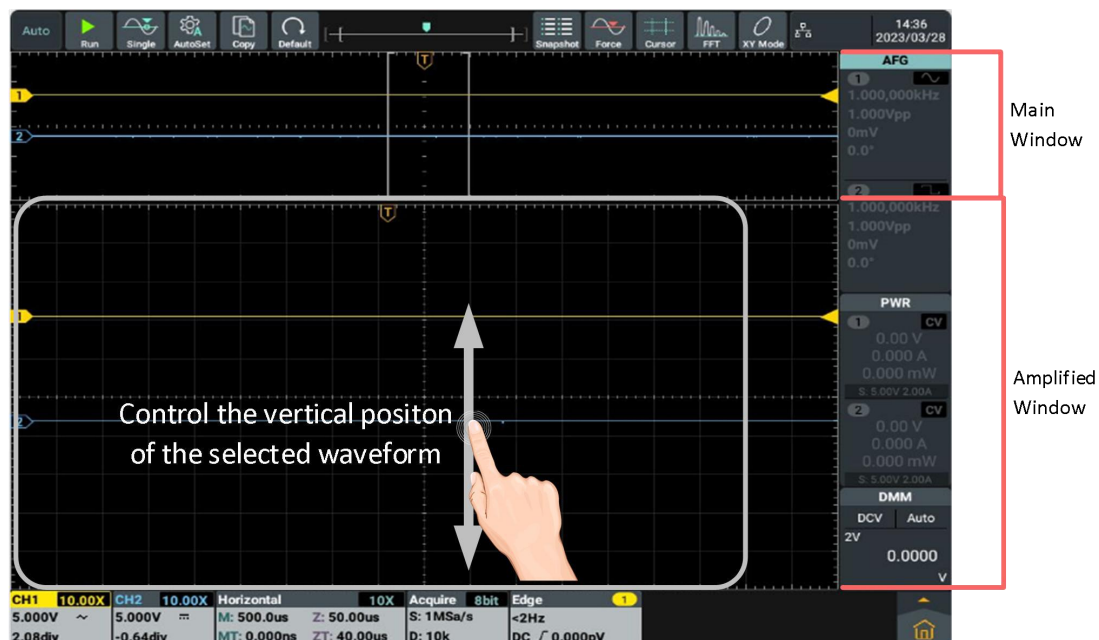 Auto
Run
Single
AutoSet
Copy
Default
Snapshot
Force
Cursor
FFT
XY Mode
14:36
2023/03/28
T
AFG
1
1.000,000kHz
1.000Vpp
0mV
0.0°
2
1.000,000kHz
1.000Vpp
0mV
0.0°
1
2
Main
Window
T
1
2
Control the vertical positon
of the selected waveform
PWR
1 CV
0.00 V
0.000 A
0.000 mW
S: 5.00V 2.00A
2 CV
0.00 V
0.000 A
0.000 mW
S: 5.00V 2.00A
Amplified
Window
DMM
DCV Auto
2V
0.0000
V
CH1 10.00X
5.000V ~
2.08div
CH2 10.00X
5.000V
-0.64div
Horizontal 10X
M: 500.0us Z: 50.00us
MT: 0.000ns ZT: 40.00us
Acquire 8bit
S: 1MSa/s
D: 10k
Edge 1
<2Hz
DC 0.000pV